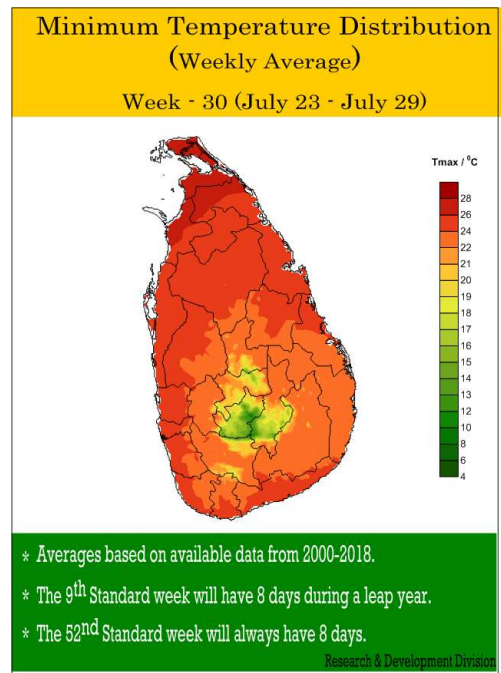 Minimum Temperature Distribution
(Weekly Average)
Week - 30 (July 23 - July 29)
Tmax / ⁰C
28
26
24
22
21
20
19
18
17
16
15
14
13
12
10
8
6
4
* Averages based on available data from 2000-2018.
* The 9th Standard week will have 8 days during a leap year.
* The 52nd Standard week will always have 8 days.
Research & Development Division